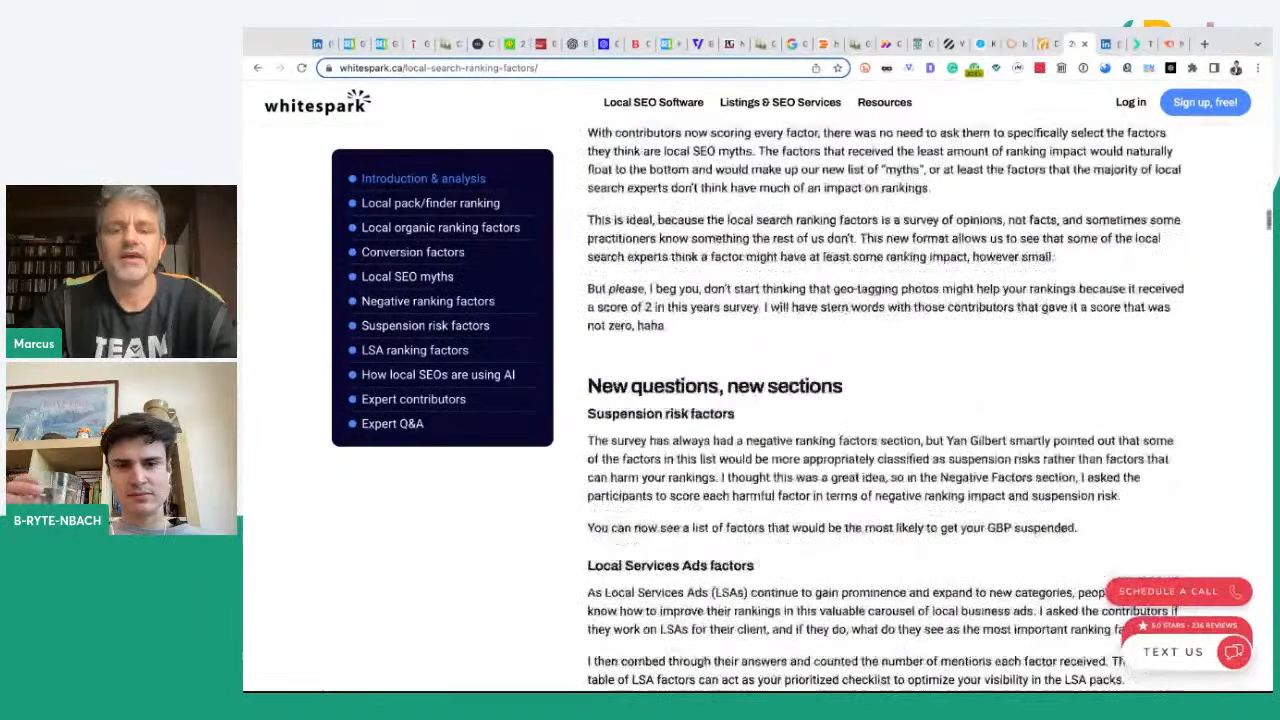 whitespark.ca/local-search-ranking-factors/
whitespark
Local SEO Software
Listings & SEO Services
Resources
Log in
Sign up, free!
Introduction & analysis
Local pack/finder ranking
Local organic ranking factors
Conversion factors
Local SEO myths
Negative ranking factors
Suspension risk factors
LSA ranking factors
How local SEOs are using AI
Expert contributors
Expert Q&A
With contributors now scoring every factor, there was no need to ask them to specifically select the factors
they think are local SEO myths. The factors that received the least amount of ranking impact would naturally
float to the bottom and would make up our new list of "myths", or at least the factors that the majority of local
search experts don't think have much of an impact on rankings.
This is ideal, because the local search ranking factors is a survey of opinions, not facts, and sometimes some
practitioners know something the rest of us don't. This new format allows us to see that some of the local
search experts think a factor might have at least some ranking impact, however small.
But please, I beg you, don't start thinking that geo-tagging photos might help your rankings because it received
a score of 2 in this years survey. I will have stern words with those contributors that gave it a score that was
not zero, haha.
New questions, new sections
Suspension risk factors
The survey has always had a negative ranking factors section, but Yan Gilbert smartly pointed out that some
of the factors in this list would be more appropriately classified as suspension risks rather than factors that
can harm your rankings. I thought this was a great idea, so in the Negative Factors section, I asked the
participants to score each harmful factor in terms of negative ranking impact and suspension risk.
You can now see a list of factors that would be the most likely to get your GBP suspended.
Local Services Ads factors
As Local Services Ads (LSAs) continue to gain prominence and expand to new categories,
know how to improve their rankings in this valuable carousel of local business ads. I asked the contributors if
they work on LSAs for their client, and if they do, what do they see as the most important ranking
I then combed through their answers and counted the number of mentions each factor received.
table of LSA factors can act as your prioritized checklist to optimize your visibility in the LSA packs.
SCHEDULE A CALL
5.0 STARS - 236 REVIEWS
TEXT US
Marcus
TEAM
B-RYTE-NBACH